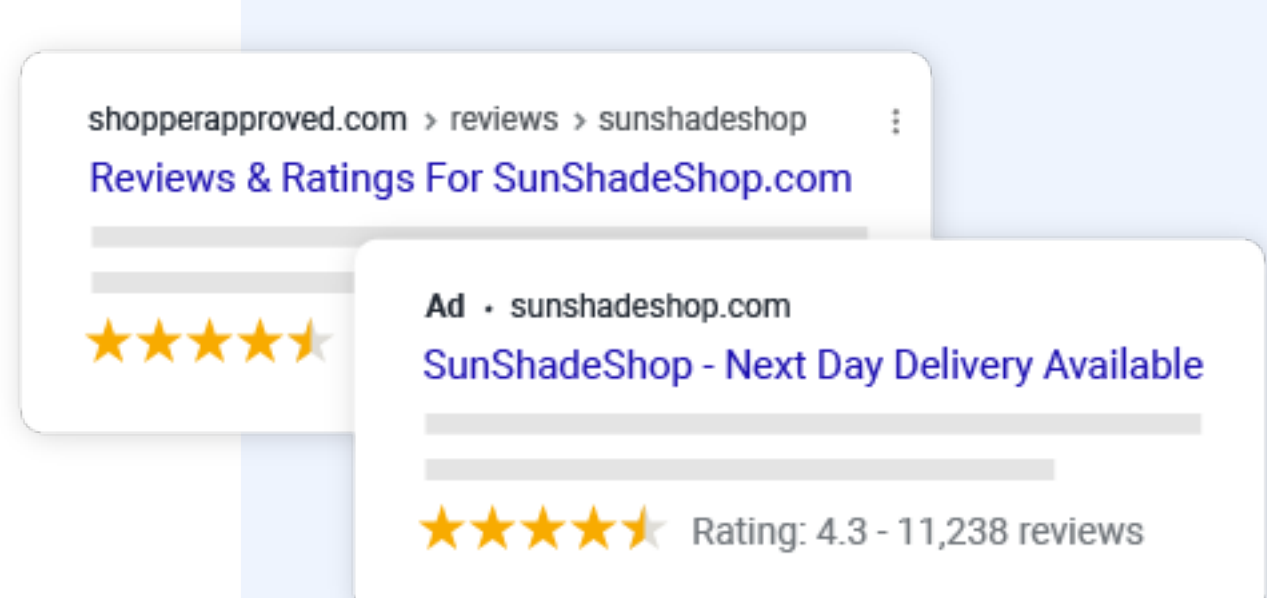 shopperapproved.com › reviews › sunshadeshop
Reviews & Ratings For SunShadeShop.com
Ad · sunshadeshop.com
SunShadeShop - Next Day Delivery Available
Rating: 4.3 - 11,238 reviews